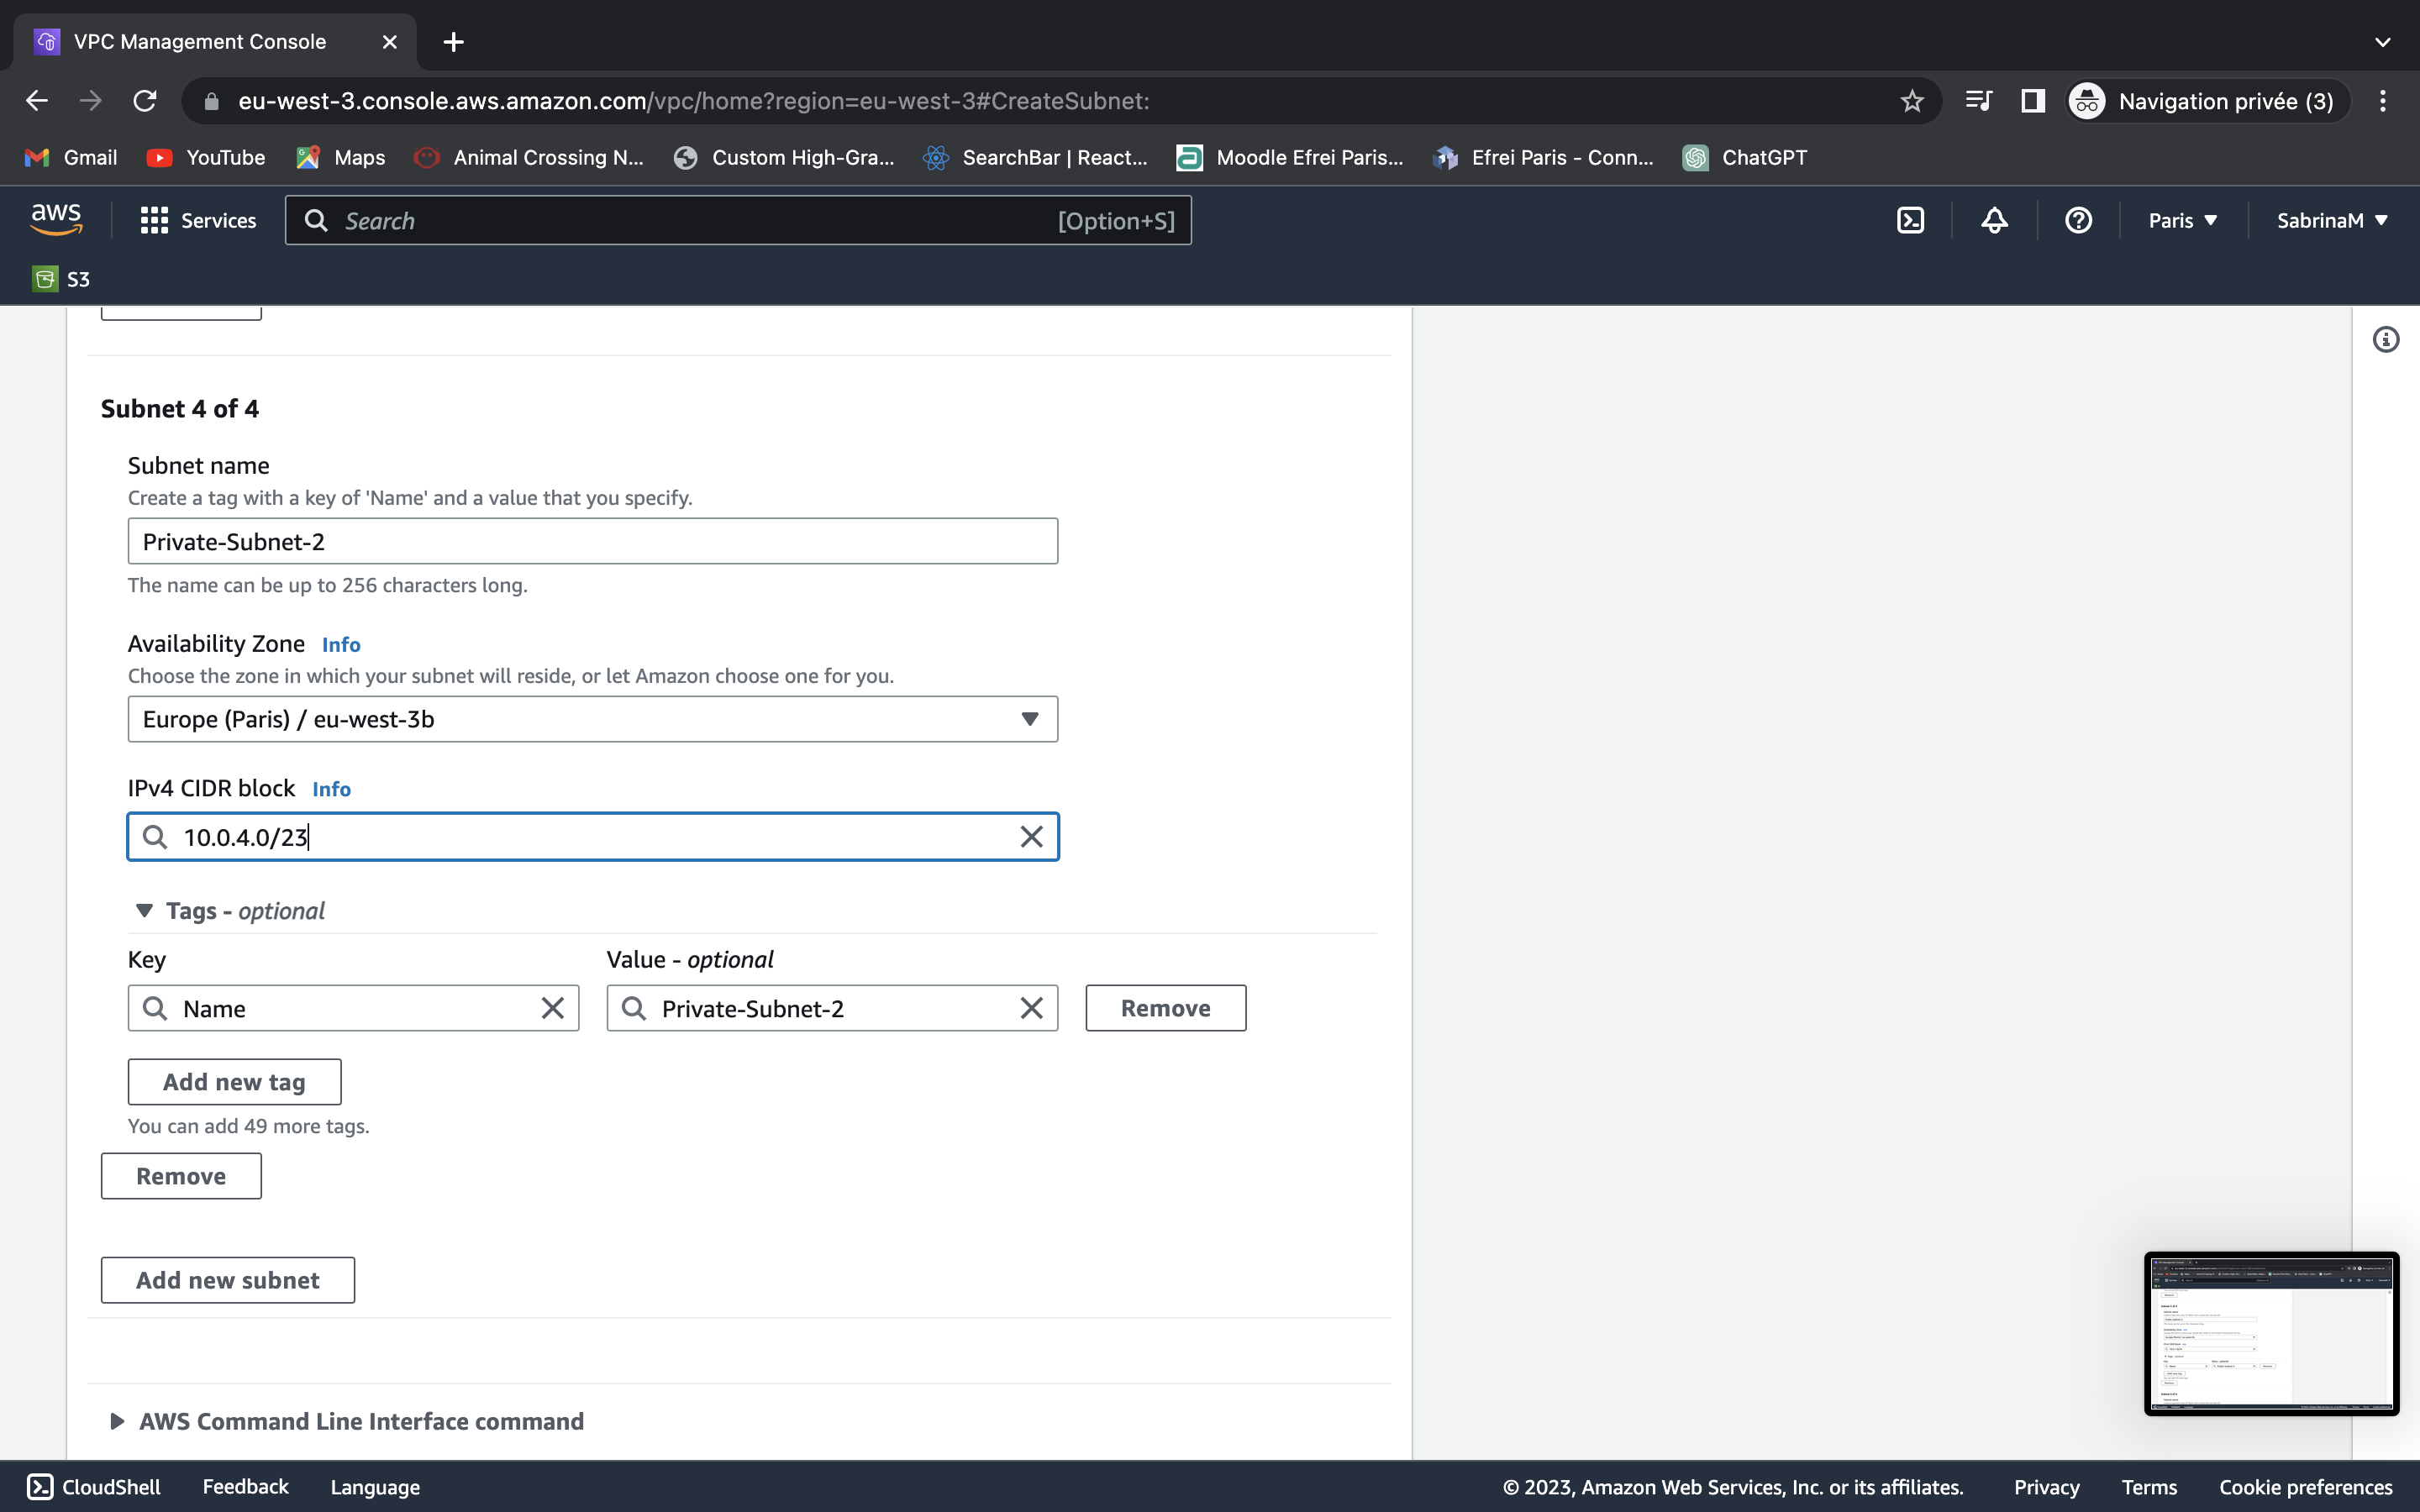 VPC Management Console
eu-west-3.console.aws.amazon.com/vpc/home?region=eu-west-3#CreateSubnet:
Navigation privée (3)
Gmail YouTube Maps Animal Crossing N... Custom High-Gra... SearchBar | React... Moodle Efrei Paris... Efrei Paris - Conn... ChatGPT
aws Services Search [Option+S] Paris SabrinaM
S3
Subnet 4 of 4
Subnet name
Create a tag with a key of 'Name' and a value that you specify.
Private-Subnet-2
The name can be up to 256 characters long.
Availability Zone Info
Choose the zone in which your subnet will reside, or let Amazon choose one for you.
Europe (Paris) / eu-west-3b
IPv4 CIDR block Info
10.0.4.0/23
Tags - optional
Key Value - optional
Name Private-Subnet-2 Remove
Add new tag
You can add 49 more tags.
Remove
Add new subnet
AWS Command Line Interface command
CloudShell Feedback Language © 2023, Amazon Web Services, Inc. or its affiliates. Privacy Terms Cookie preferences